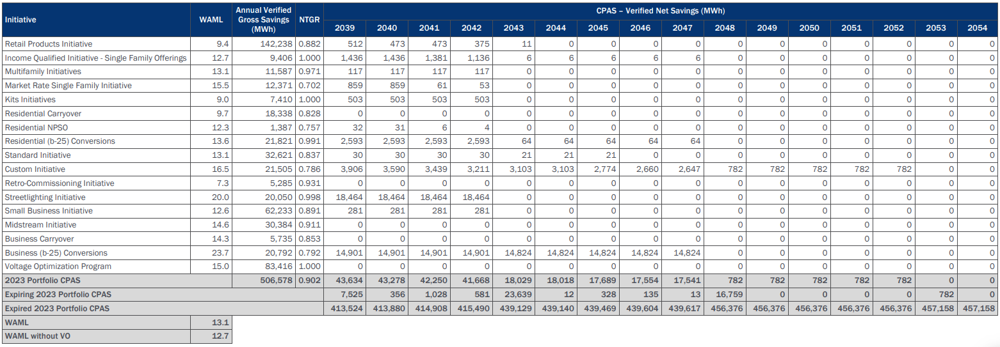 Initiative WAML Annual Verified Gross Savings (MWh) NTGR CPAS – Verified Net Savings (MWh)
2039 2040 2041 2042 2043 2044 2045 2046 2047 2048 2049 2050 2051 2052 2053 2054
Retail Products Initiative 9.4 142,238 0.882 512 473 473 375 11 0 0 0 0 0 0 0 0 0 0 0
Income Qualified Initiative - Single Family Offerings 12.7 9,406 1.000 1,436 1,436 1,381 1,136 6 6 6 6 6 0 0 0 0 0 0 0
Multifamily Initiatives 13.1 11,587 0.971 117 117 117 117 0 0 0 0 0 0 0 0 0 0 0 0
Market Rate Single Family Initiative 15.5 12,371 0.702 859 859 61 53 0 0 0 0 0 0 0 0 0 0 0 0
Kits Initiatives 9.0 7,410 1.000 503 503 503 503 0 0 0 0 0 0 0 0 0 0 0 0
Residential Carryover 9.7 18,338 0.828 0 0 0 0 0 0 0 0 0 0 0 0 0 0 0 0
Residential NPSO 12.3 1,387 0.757 32 31 6 4 0 0 0 0 0 0 0 0 0 0 0 0
Residential (b-25) Conversions 13.6 21,821 0.991 2,593 2,593 2,593 2,593 64 64 64 64 64 0 0 0 0 0 0 0
Standard Initiative 13.1 32,621 0.837 30 30 30 30 21 21 21 0 0 0 0 0 0 0 0 0
Custom Initiative 16.5 21,505 0.786 3,906 3,590 3,439 3,211 3,103 3,103 2,774 2,660 2,647 782 782 782 782 782 0 0
Retro-Commissioning Initiative 7.3 5,285 0.931 0 0 0 0 0 0 0 0 0 0 0 0 0 0 0 0
Streetlighting Initiative 20.0 20,050 0.998 18,464 18,464 18,464 18,464 0 0 0 0 0 0 0 0 0 0 0 0
Small Business Initiative 12.6 62,233 0.891 281 281 281 281 0 0 0 0 0 0 0 0 0 0 0 0
Midstream Initiative 14.6 30,384 0.911 0 0 0 0 0 0 0 0 0 0 0 0 0 0 0 0
Business Carryover 14.3 5,735 0.853 0 0 0 0 0 0 0 0 0 0 0 0 0 0 0 0
Business (b-25) Conversions 23.7 20,792 0.792 14,901 14,901 14,901 14,901 14,824 14,824 14,824 14,824 14,824 0 0 0 0 0 0 0
Voltage Optimization Program 15.0 83,416 1.000 0 0 0 0 0 0 0 0 0 0 0 0 0 0 0 0
2023 Portfolio CPAS 506,578 0.902 43,634 43,278 42,250 41,668 18,029 18,018 17,689 17,554 17,541 782 782 782 782 782 0 0
Expiring 2023 Portfolio CPAS 7,525 356 1,028 581 23,639 12 328 135 13 16,759 0 0 0 0 782 0
Expired 2023 Portfolio CPAS 413,524 413,880 414,908 415,490 439,129 439,140 439,469 439,604 439,617 456,376 456,376 456,376 456,376 456,376 457,158 457,158
WAML 13.1
WAML without VO 12.7